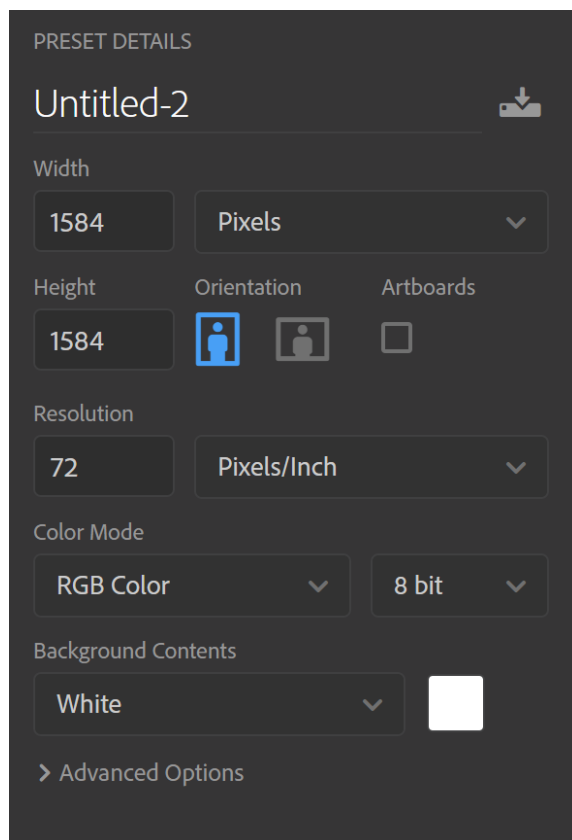 PRESET DETAILS
Untitled-2
Width
1584 Pixels
Height Orientation Artboards
1584
Resolution
72 Pixels/Inch
Color Mode
RGB Color 8 bit
Background Contents
White
Advanced Options